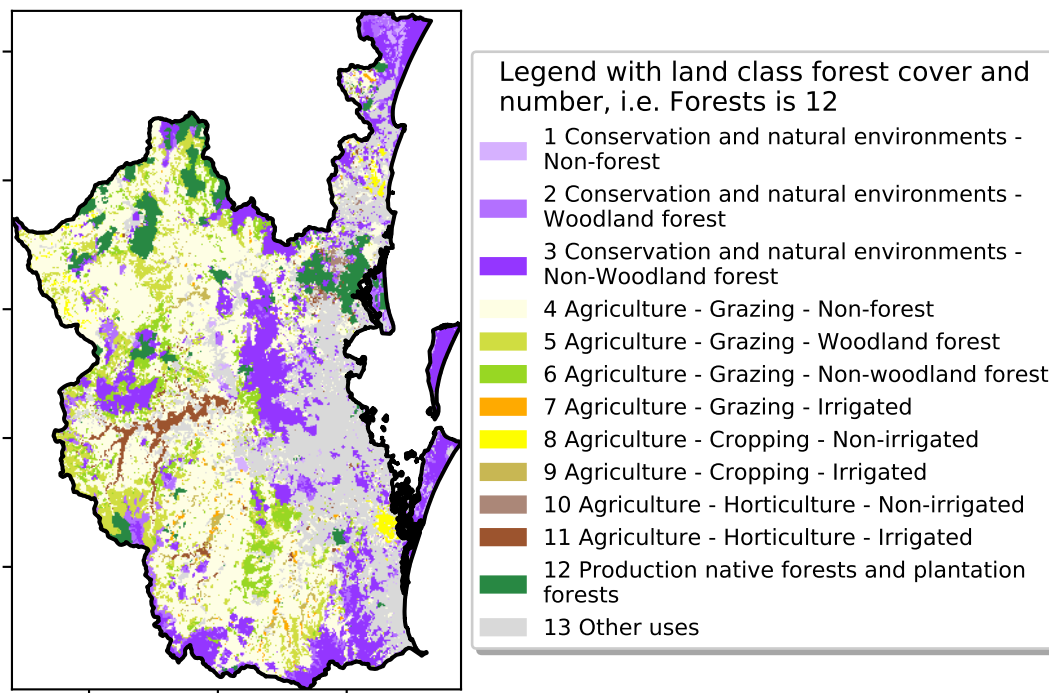 Legend with land class forest cover and
number, i.e. Forests is 12
1 Conservation and natural environments -
Non-forest
2 Conservation and natural environments -
Woodland forest
3 Conservation and natural environments -
Non-Woodland forest
4 Agriculture - Grazing - Non-forest
5 Agriculture - Grazing - Woodland forest
6 Agriculture - Grazing - Non-woodland forest
7 Agriculture - Grazing - Irrigated
8 Agriculture - Cropping - Non-irrigated
9 Agriculture - Cropping - Irrigated
10 Agriculture - Horticulture - Non-irrigated
11 Agriculture - Horticulture - Irrigated
12 Production native forests and plantation
forests
13 Other uses